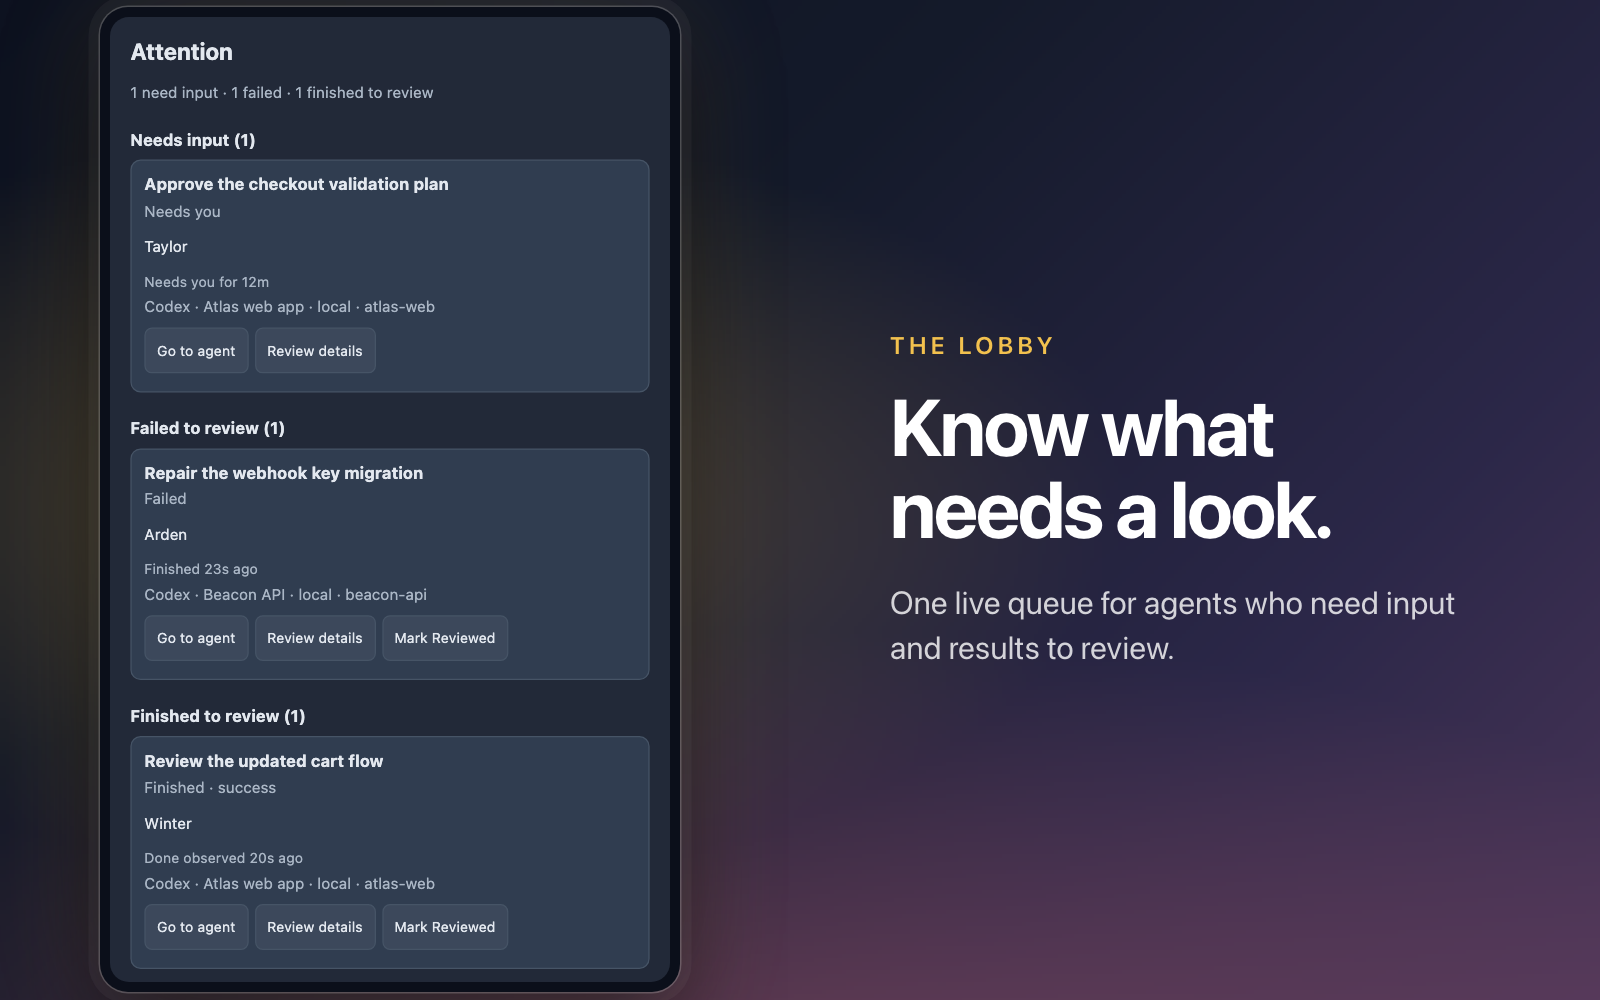 Attention
1 need input · 1 failed · 1 finished to review
Needs input (1)
Approve the checkout validation plan
Needs you
Taylor
Needs you for 12m
Codex · Atlas web app · local · atlas-web
Go to agent
Review details
Failed to review (1)
Repair the webhook key migration
Failed
Arden
Finished 23s ago
Codex · Beacon API · local · beacon-api
Go to agent
Review details
Mark Reviewed
Finished to review (1)
Review the updated cart flow
Finished · success
Winter
Done observed 20s ago
Codex · Atlas web app · local · atlas-web
Go to agent
Review details
Mark Reviewed
THE LOBBY
Know what
needs a look.
One live queue for agents who need input
and results to review.